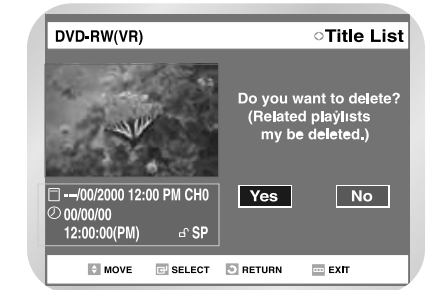 DVD-RW(VR)
Title List
Do you want to delete?
(Related playlists
my be deleted.)
---/00/2000 12:00 PM CH0
00/00/00
12:00:00(PM) SP
Yes No
MOVE SELECT RETURN EXIT